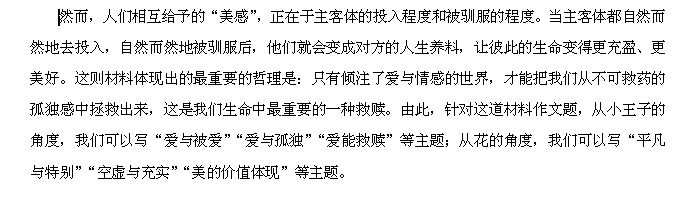 然而，人们相互给予的“美感”，正在于主客体的投入程度和被驯服的程度。当主客体都自然而
然地去投入，自然而然地被驯服后，他们就会变成对方的人生养料，让彼此的生命变得更充盈、更
美好。这则材料体现出的最重要的哲理是：只有倾注了爱与情感的世界，才能把我们从不可救药的
孤独感中拯救出来，这是我们生命中最重要的一种救赎。由此，针对这道材料作文题，从小王子的
角度，我们可以写“爱与被爱”“爱与孤独”“爱能救赎”等主题；从花的角度，我们可以写“平凡
与特别”“空虚与充实”“美的价值体现”等主题。